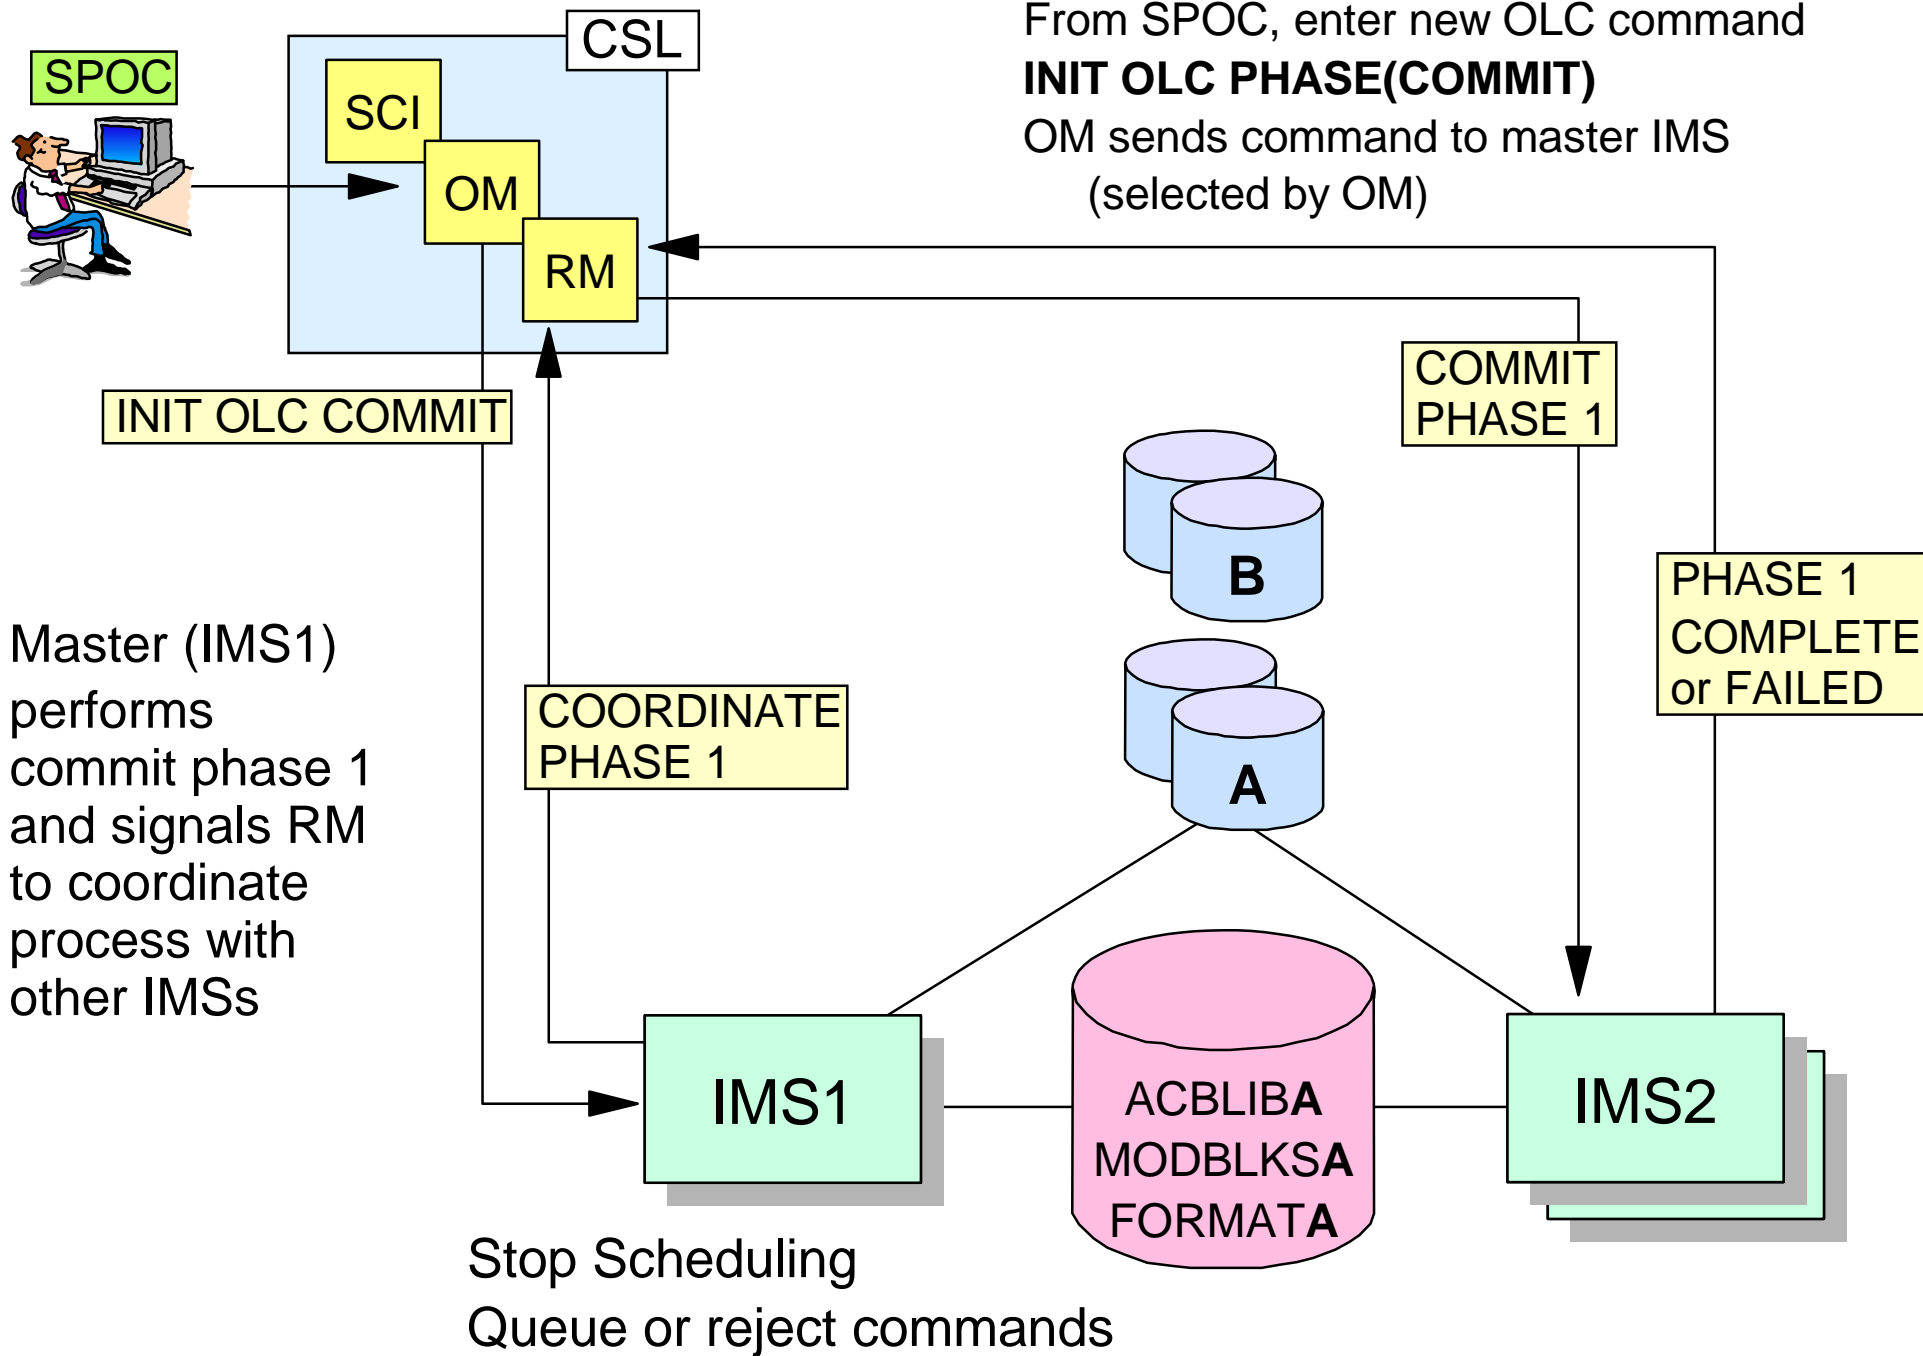 From SPOC, enter new OLC command
INIT OLC PHASE(COMMIT)
OM sends command to master IMS
(selected by OM)
CSL
SPOC
SCI
OM
RM
INIT OLC COMMIT
COMMIT
PHASE 1
B
PHASE 1
COMPLETE
or FAILED
Master (IMS1)
performs
commit phase 1
and signals RM
to coordinate
process with
other IMSs
COORDINATE
PHASE 1
A
IMS1
ACBLIBA
MODBLKSA
FORMATA
IMS2
Stop Scheduling
Queue or reject commands